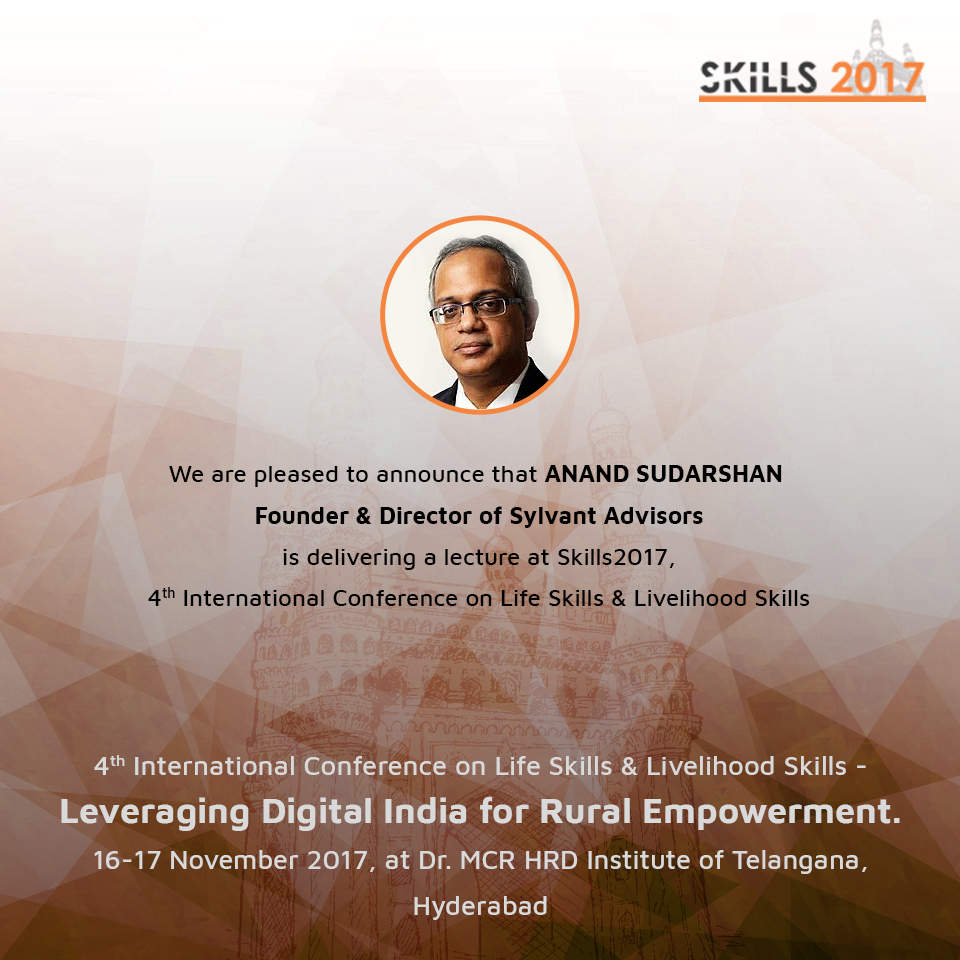 SKILLS 2017
We are pleased to announce that ANAND SUDARSHAN
Founder & Director of Sylvant Advisors
is delivering a lecture at Skills2017,
4th International Conference on Life Skills & Livelihood Skills
4th International Conference on Life Skills & Livelihood Skills -
Leveraging Digital India for Rural Empowerment.
16-17 November 2017, at Dr. MCR HRD Institute of Telangana,
Hyderabad